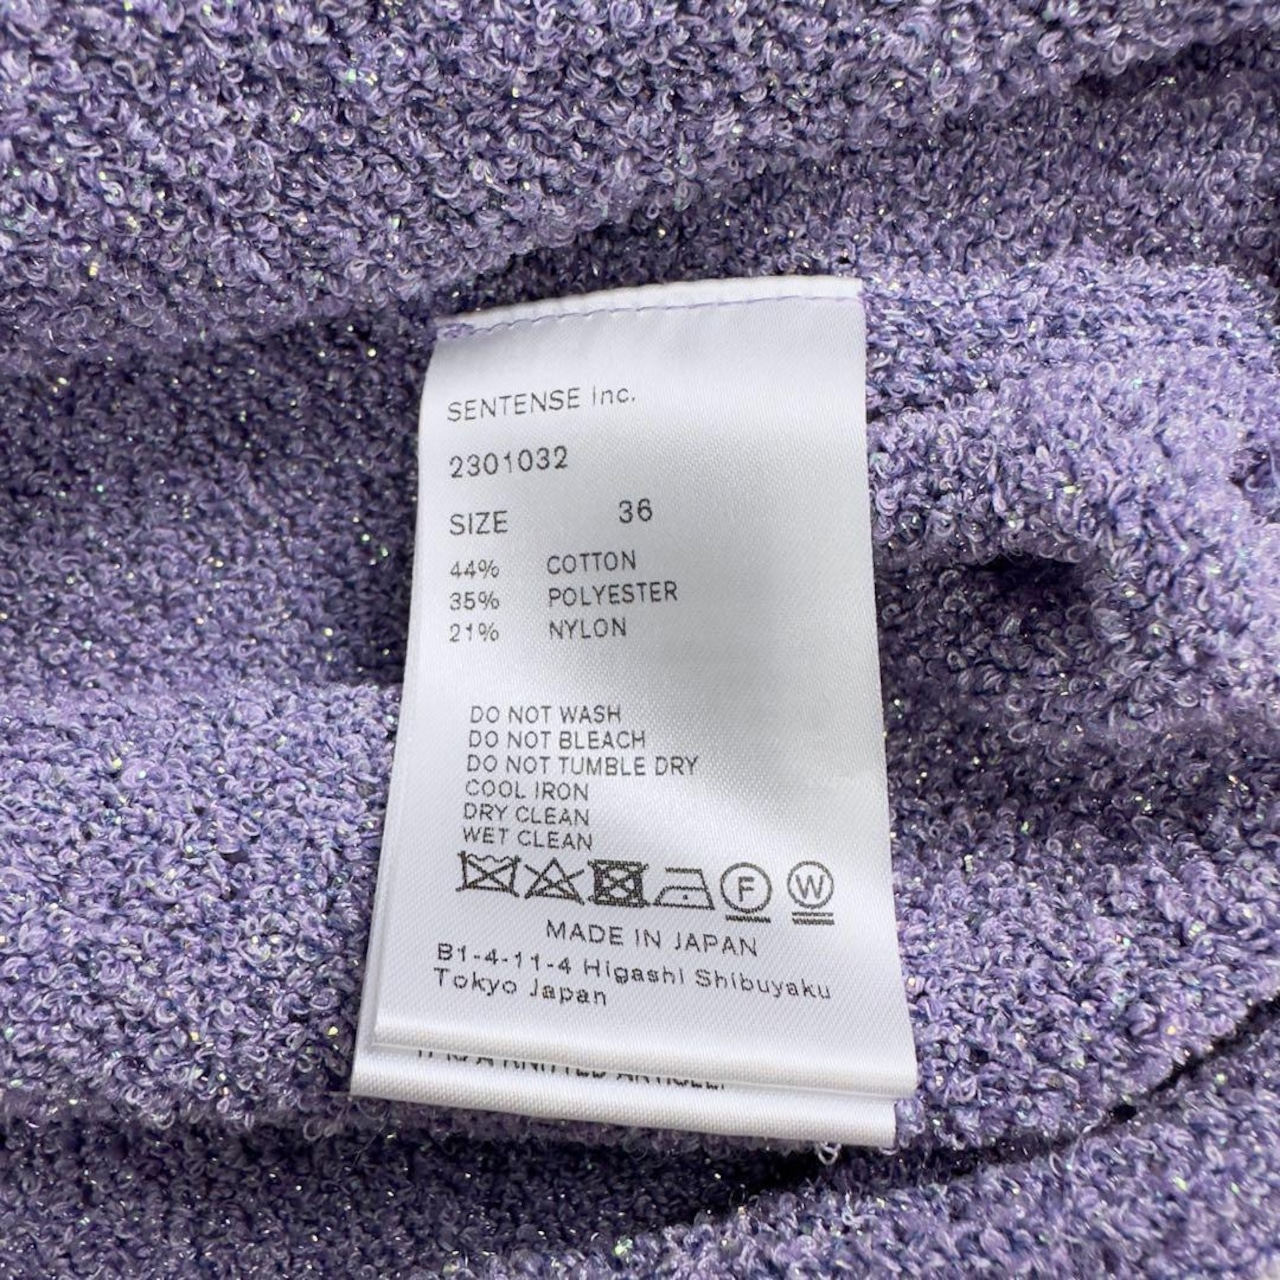 SENTENSE Inc.
2301032
SIZE 36
44% COTTON
35% POLYESTER
21% NYLON
DO NOT WASH
DO NOT BLEACH
DO NOT TUMBLE DRY
COOL IRON
DRY CLEAN
WET CLEAN
F W
MADE IN JAPAN
B1-4-11-4 Higashi Shibuyaku
Tokyo Japan
KNITTED ARTICLE.